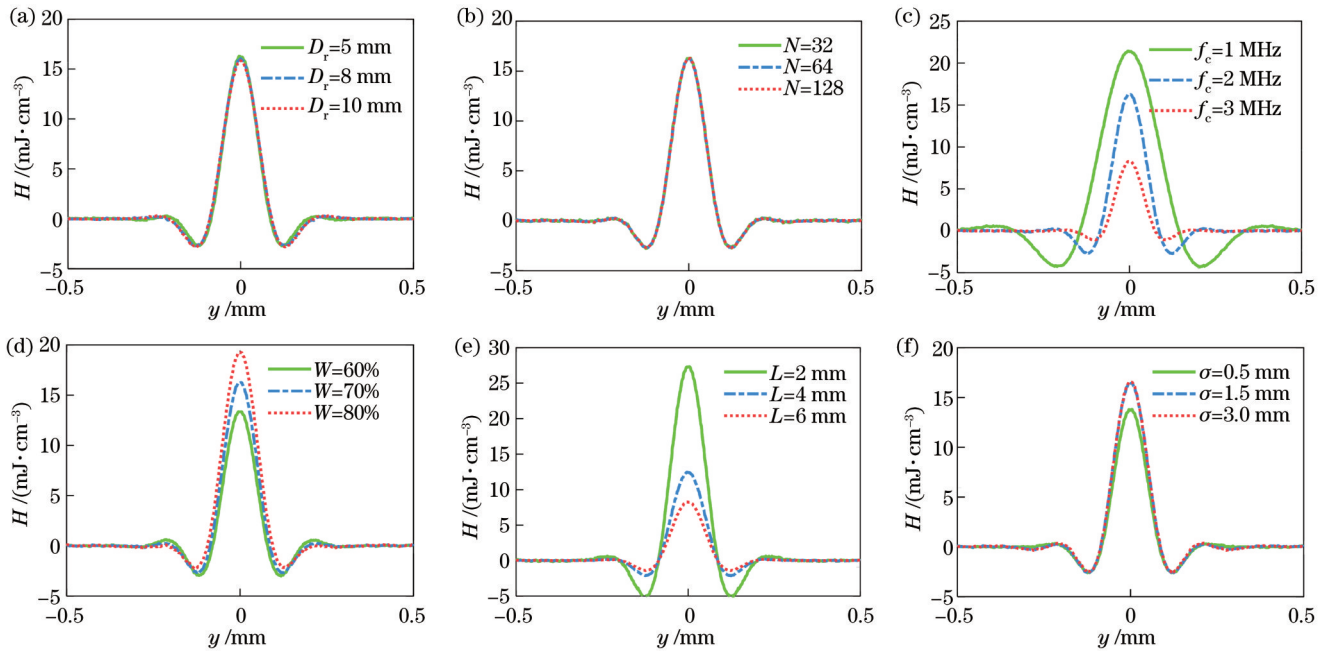 (a)
20
15
10
5
0
−5
H /(mJ·cm⁻³)
Dᵣ=5 mm
Dᵣ=8 mm
Dᵣ=10 mm
−0.5
0
0.5
y /mm
(b)
20
15
10
5
0
−5
H /(mJ·cm⁻³)
N=32
N=64
N=128
−0.5
0
0.5
y /mm
(c)
25
20
15
10
5
0
−5
H /(mJ·cm⁻³)
f_c=1 MHz
f_c=2 MHz
f_c=3 MHz
−0.5
0
0.5
y /mm
(d)
20
15
10
5
0
−5
H /(mJ·cm⁻³)
W=60%
W=70%
W=80%
−0.5
0
0.5
y /mm
(e)
30
25
20
15
10
5
0
−5
H /(mJ·cm⁻³)
L=2 mm
L=4 mm
L=6 mm
−0.5
0
0.5
y /mm
(f)
20
15
10
5
0
−5
H /(mJ·cm⁻³)
σ=0.5 mm
σ=1.5 mm
σ=3.0 mm
−0.5
0
0.5
y /mm